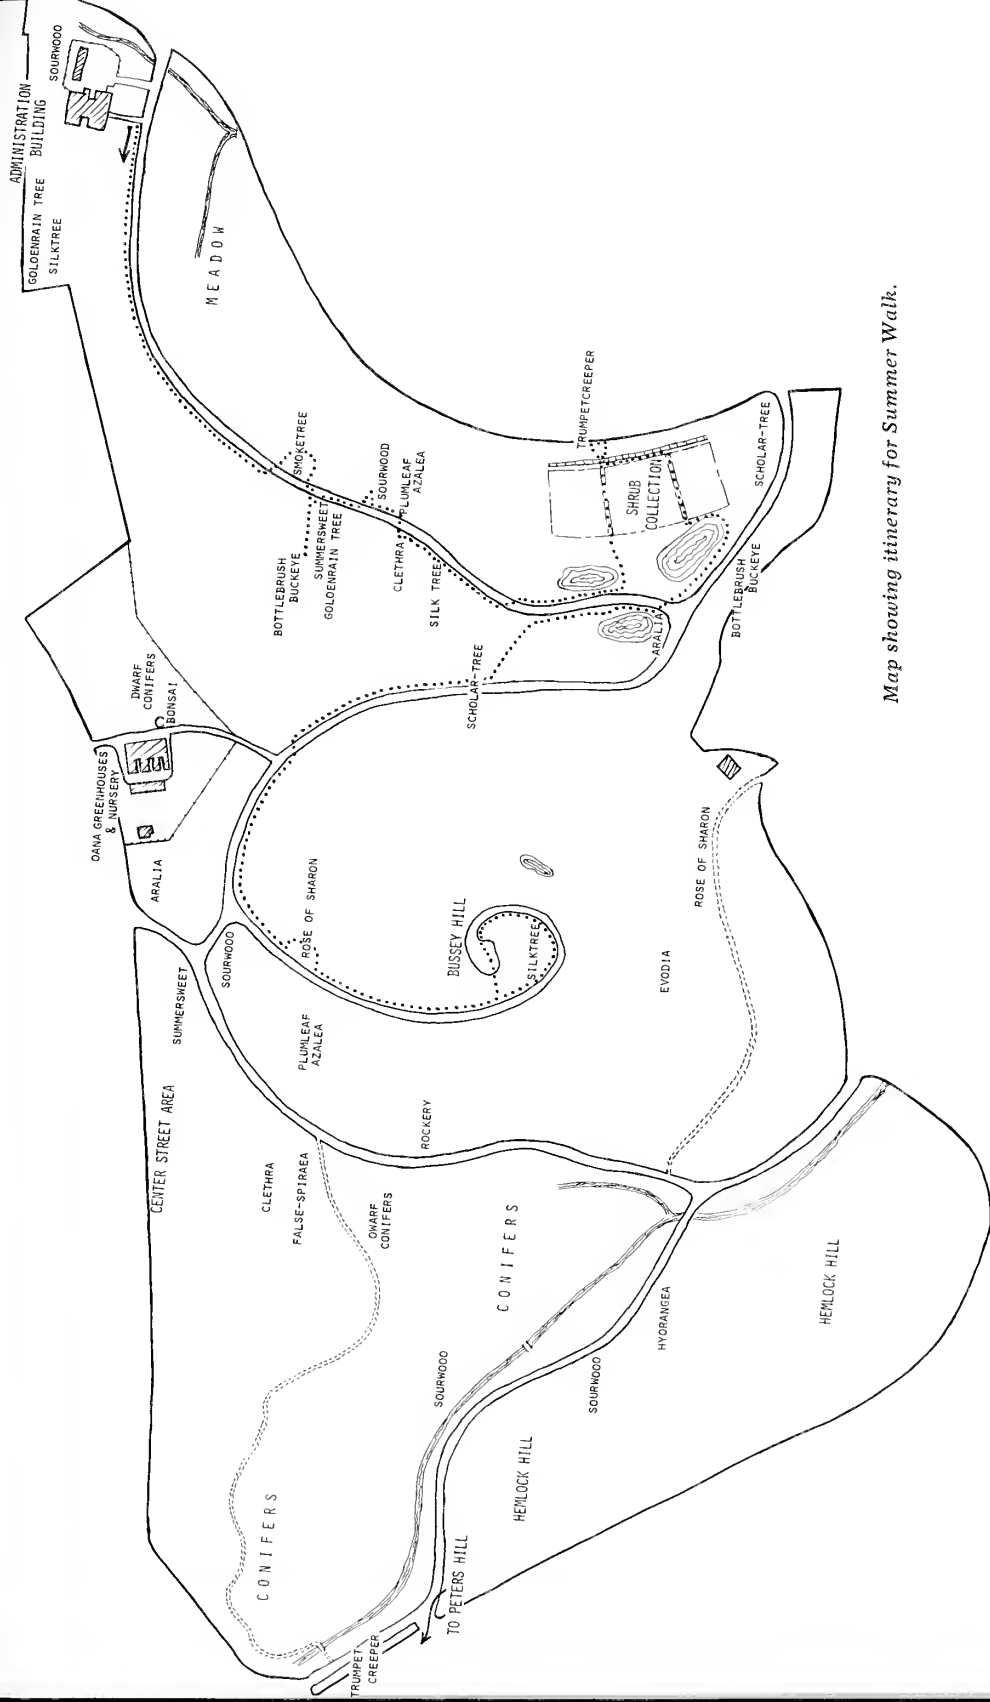 ADMINISTRATION
BUILDING
SOURWOOD
GOLDENRAIN TREE
SILKTREE
MEADOW
DANA GREENHOUSES
& NURSERY
DWARF
CONIFERS
BONSAI
ARALIA
SMOKETREE
SOURWOOD
PLUMLEAF
AZALEA
BOTTLEBRUSH
BUCKEYE
SUMMERSWEET
GOLDENRAIN TREE
CLETHRA
SILK TREE
SCHOLAR-TREE
TRUMPETCREEPER
SHRUB
COLLECTION
SCHOLAR-TREE
ARALIA
BOTTLEBRUSH
BUCKEYE
CENTER STREET AREA
SUMMERSWEET
SOURWOOD
ROSE OF SHARON
PLUMLEAF
AZALEA
BUSSEY HILL
SILKTREE
EVODIA
ROSE OF SHARON
CLETHRA
FALSE-SPIRAEA
DWARF
CONIFERS
ROCKERY
CONIFERS
CONIFERS
SOURWOOD
SOURWOOD
HYDRANGEA
HEMLOCK HILL
HEMLOCK HILL
TRUMPET
CREEPER
TO PETERS HILL
Map showing itinerary for Summer Walk.